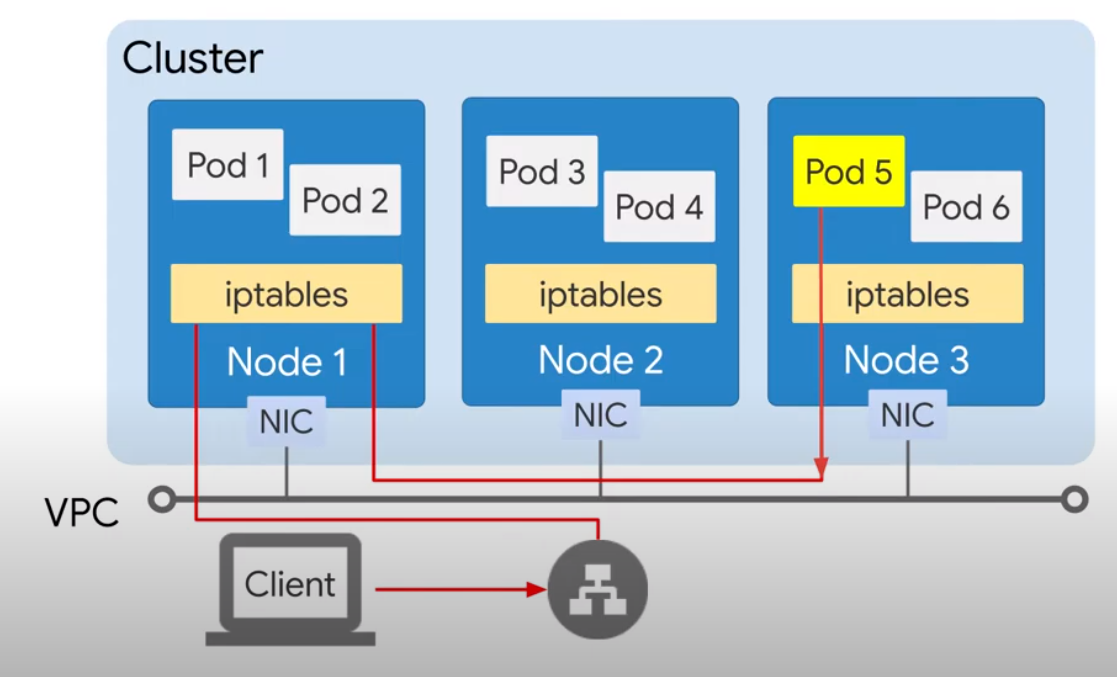 Cluster
Pod 1
Pod 2
iptables
Node 1
NIC
Pod 3
Pod 4
iptables
Node 2
NIC
Pod 5
Pod 6
iptables
Node 3
NIC
VPC
Client